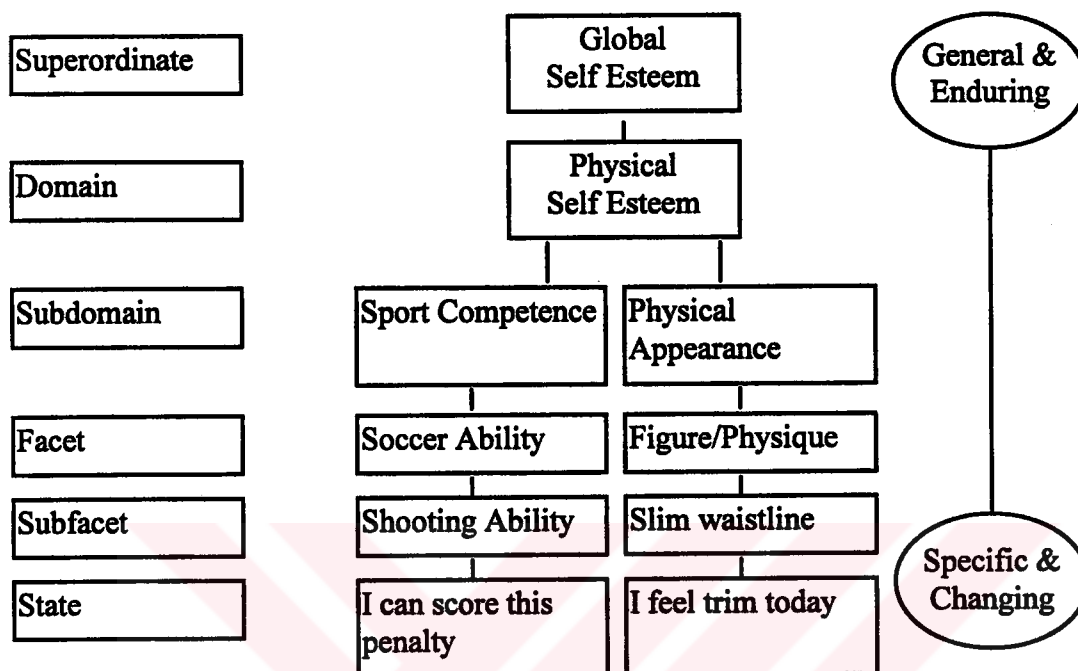 Superordinate
Global
Self Esteem
General &
Enduring
Domain
Physical
Self Esteem
Subdomain
Sport Competence
Physical
Appearance
Facet
Soccer Ability
Figure/Physique
Subfacet
Shooting Ability
Slim waistline
Specific &
Changing
State
I can score this
penalty
I feel trim today